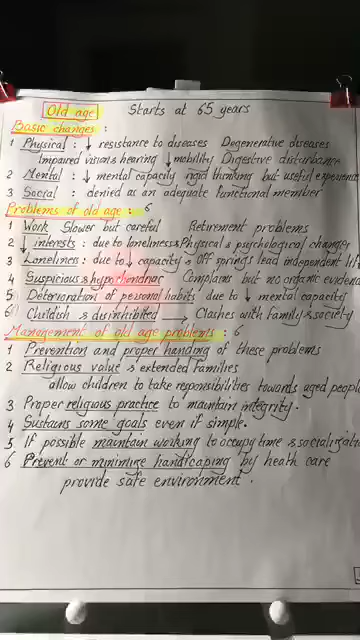 Old age Starts at 65 years
Basic changes :
1 Physical : ↓ resistance to diseases Degenerative diseases
Impaired vision & hearing ↓ mobility Digestive disturbance
2 Mental : ↓ mental capacity rigid thinking but useful experience
3 Social : denied as an adequate functional member
Problems of old age : 6
1 Work Slower but careful Retirement problems
2 ↓ interests : due to loneliness & Physical & psychological changes
3 Loneliness : due to ↓ capacity & Off springs lead independent life
4 Suspicious & hypochondriac Complains but no organic evidence
5 Deterioration of personal habits due to ↓ mental capacity
6 Childish & disinhibited → Clashes with family & society
Management of old age problems : 6
1 Prevention and proper handing of these problems
2 Religious value & extended families
allow children to take responsibilities towards aged people
3 Proper religious practice to maintain integrity.
4 Sustains some goals even if simple.
5 If possible maintain working to occupy time & socialization
6 Prevent or minimize handicaping by heath care
provide safe environment.